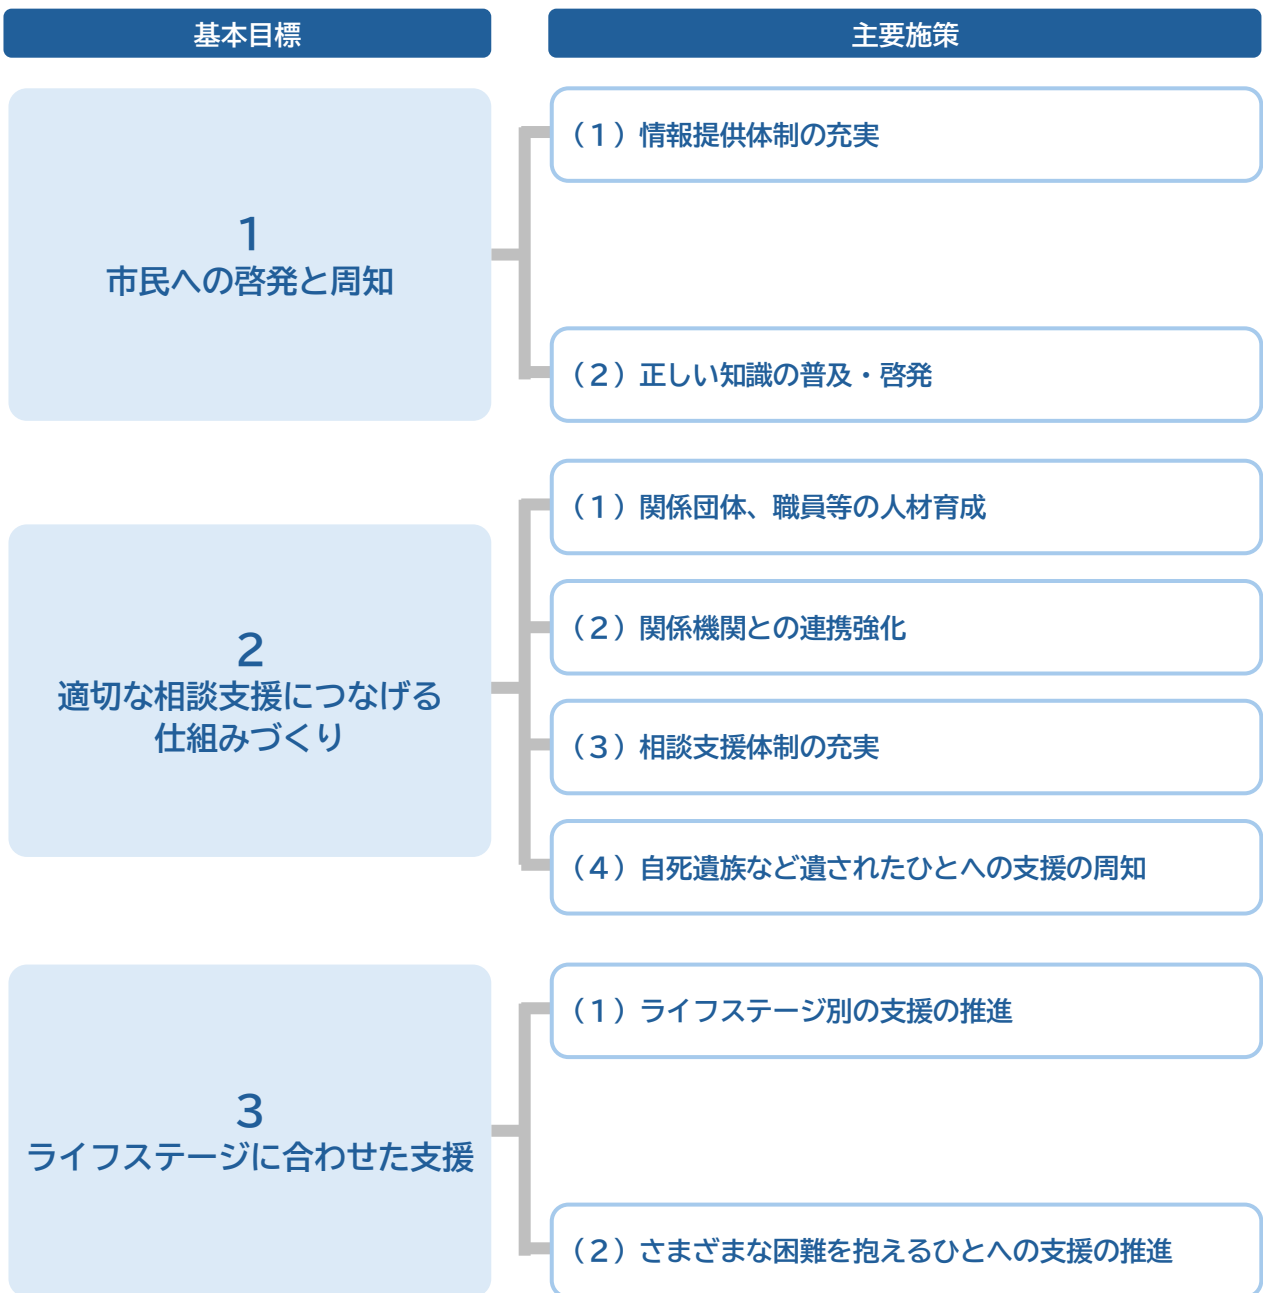 基本目標
主要施策
1
市民への啓発と周知
（1）情報提供体制の充実
（2）正しい知識の普及・啓発
2
適切な相談支援につなげる
仕組みづくり
（1）関係団体、職員等の人材育成
（2）関係機関との連携強化
（3）相談支援体制の充実
（4）自死遺族など遺されたひとへの支援の周知
3
ライフステージに合わせた支援
（1）ライフステージ別の支援の推進
（2）さまざまな困難を抱えるひとへの支援の推進